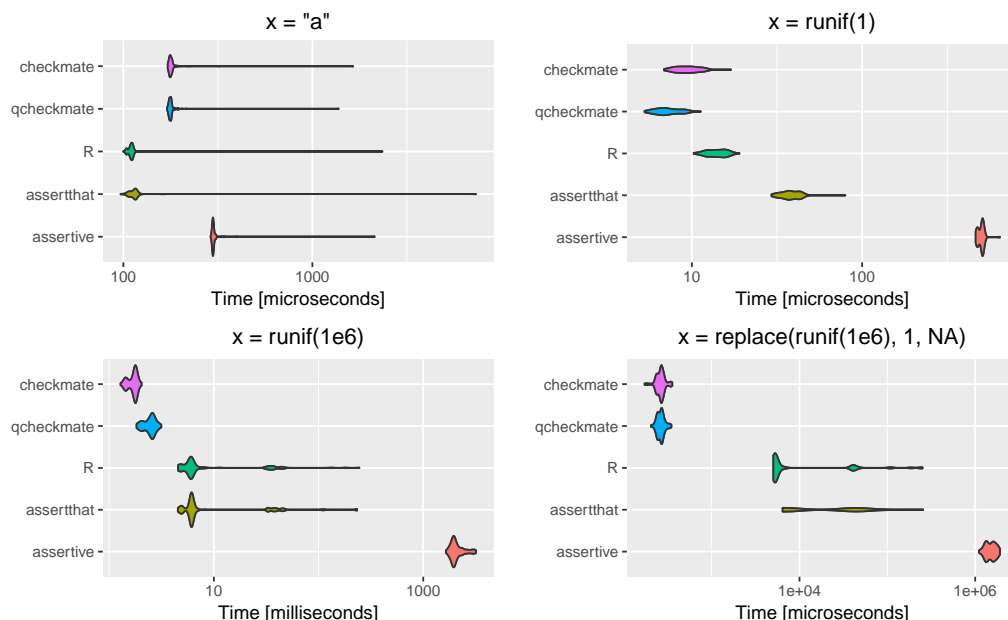 x = "a"
checkmate
qcheckmate
R
assertthat
assertive
100
1000
Time [microseconds]
x = runif(1)
checkmate
qcheckmate
R
assertthat
assertive
10
100
Time [microseconds]
x = runif(1e6)
checkmate
qcheckmate
R
assertthat
assertive
10
1000
Time [milliseconds]
x = replace(runif(1e6), 1, NA)
checkmate
qcheckmate
R
assertthat
assertive
1e+04
1e+06
Time [microseconds]